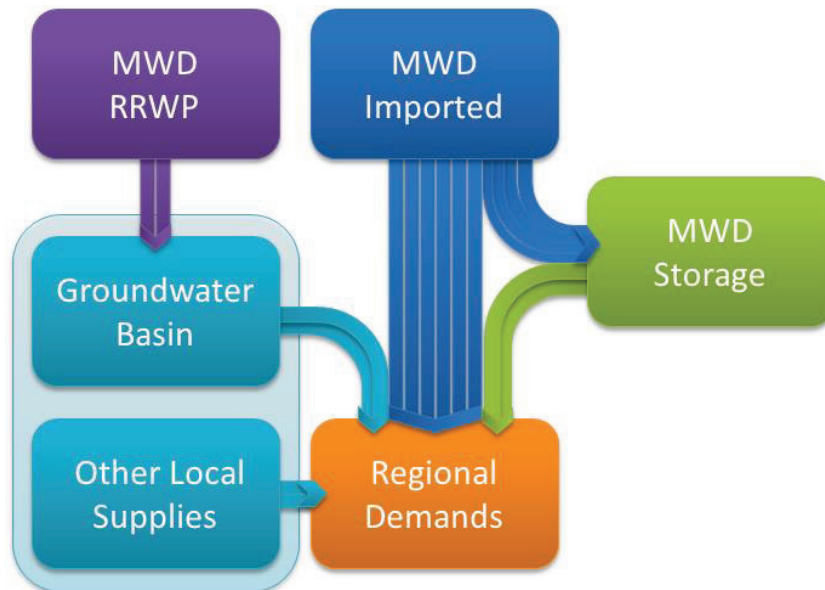 MWD
RRWP
MWD
Imported
MWD
Storage
Groundwater
Basin
Other Local
Supplies
Regional
Demands